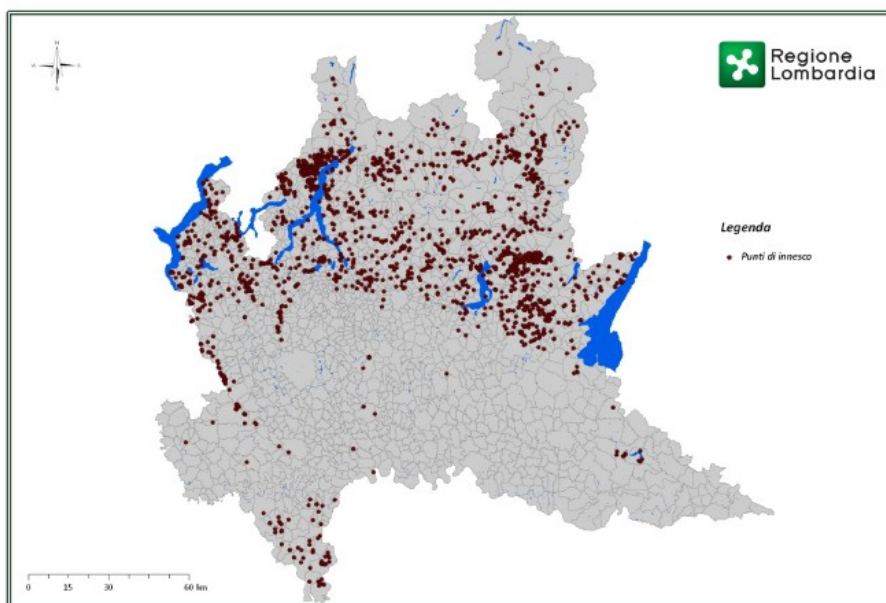 N
Regione
Lombardia
Legenda
Punti di innesco
0 15 30 60 km